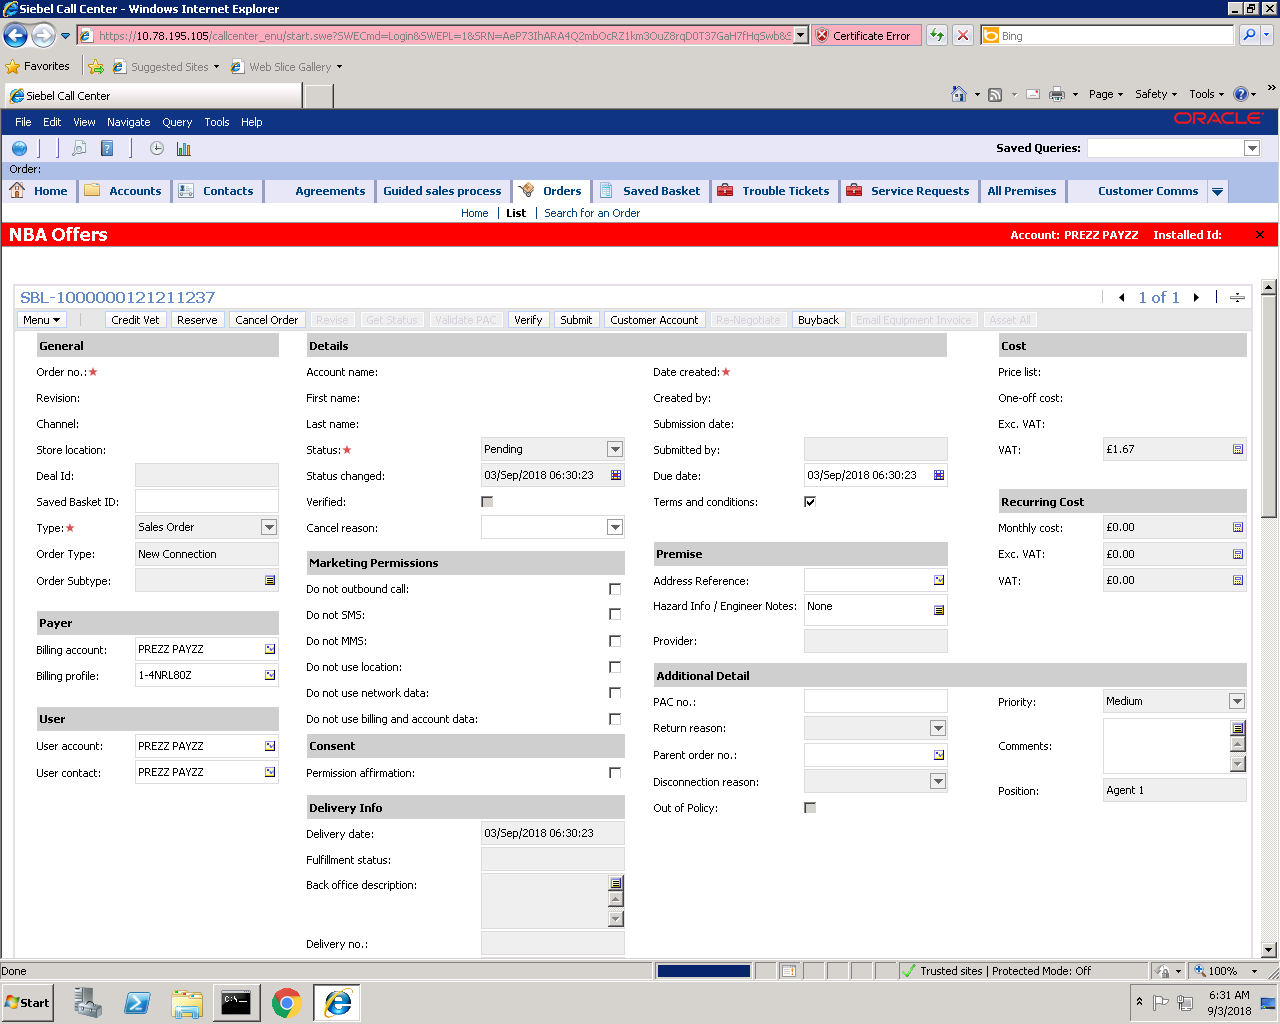 Siebel Call Center - Windows Internet Explorer
https://10.78.195.105/callcenter_enu/start.swe?SWECmd=Login&SWEPL=1&SRN=AeP73IhARA4Q2mbOcRZ1km3OuZ8rqD0T37GaH7fHqSwb&S
Certificate Error
Bing
Favorites
Suggested Sites
Web Slice Gallery
Siebel Call Center
Page
Safety
Tools
File Edit View Navigate Query Tools Help
ORACLE
Saved Queries:
Order:
Home
Accounts
Contacts
Agreements
Guided sales process
Orders
Saved Basket
Trouble Tickets
Service Requests
All Premises
Customer Comms
Home | List | Search for an Order
NBA Offers
Account: PREZZ PAYZZ Installed Id:
SBL-1000000121211237
1 of 1
Menu
Credit Vet
Reserve
Cancel Order
Revise
Get Status
Validate PAC
Verify
Submit
Customer Account
Re-Negotiate
Buyback
Email Equipment Invoice
Asset All
General
Order no.:
Revision:
Channel:
Store location:
Deal Id:
Saved Basket ID:
Type: Sales Order
Order Type: New Connection
Order Subtype:
Payer
Billing account: PREZZ PAYZZ
Billing profile: 1-4NRL80Z
User
User account: PREZZ PAYZZ
User contact: PREZZ PAYZZ
Details
Account name:
First name:
Last name:
Status: Pending
Status changed: 03/Sep/2018 06:30:23
Verified:
Cancel reason:
Marketing Permissions
Do not outbound call:
Do not SMS:
Do not MMS:
Do not use location:
Do not use network data:
Do not use billing and account data:
Consent
Permission affirmation:
Delivery Info
Delivery date: 03/Sep/2018 06:30:23
Fulfillment status:
Back office description:
Delivery no.:
Date created:
Created by:
Submission date:
Submitted by:
Due date: 03/Sep/2018 06:30:23
Terms and conditions:
Premise
Address Reference:
Hazard Info / Engineer Notes: None
Provider:
Additional Detail
PAC no.:
Return reason:
Parent order no.:
Disconnection reason:
Out of Policy:
Cost
Price list:
One-off cost:
Exc. VAT:
VAT: £1.67
Recurring Cost
Monthly cost: £0.00
Exc. VAT: £0.00
VAT: £0.00
Priority: Medium
Comments:
Position: Agent 1
Done
Trusted sites | Protected Mode: Off
100%
Start
6:31 AM
9/3/2018